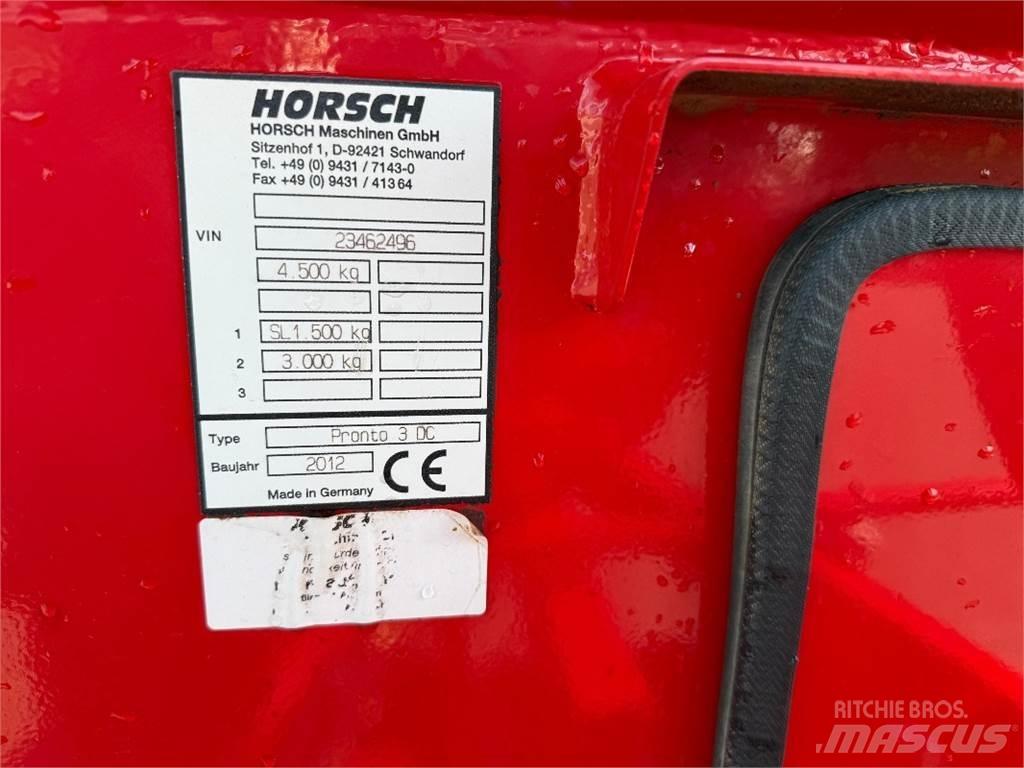 HORSCH
HORSCH Maschinen GmbH
Sitzenhof 1, D-92421 Schwandorf
Tel. +49 (0) 9431 / 7143-0
Fax +49 (0) 9431 / 41364
VIN 23462496
4.500 kg
1 SL1.500 kg
2 3.000 kg
3
Type Pronto 3 DC
Baujahr 2012 CE
Made in Germany
RITCHIE BROS.
MASCUS